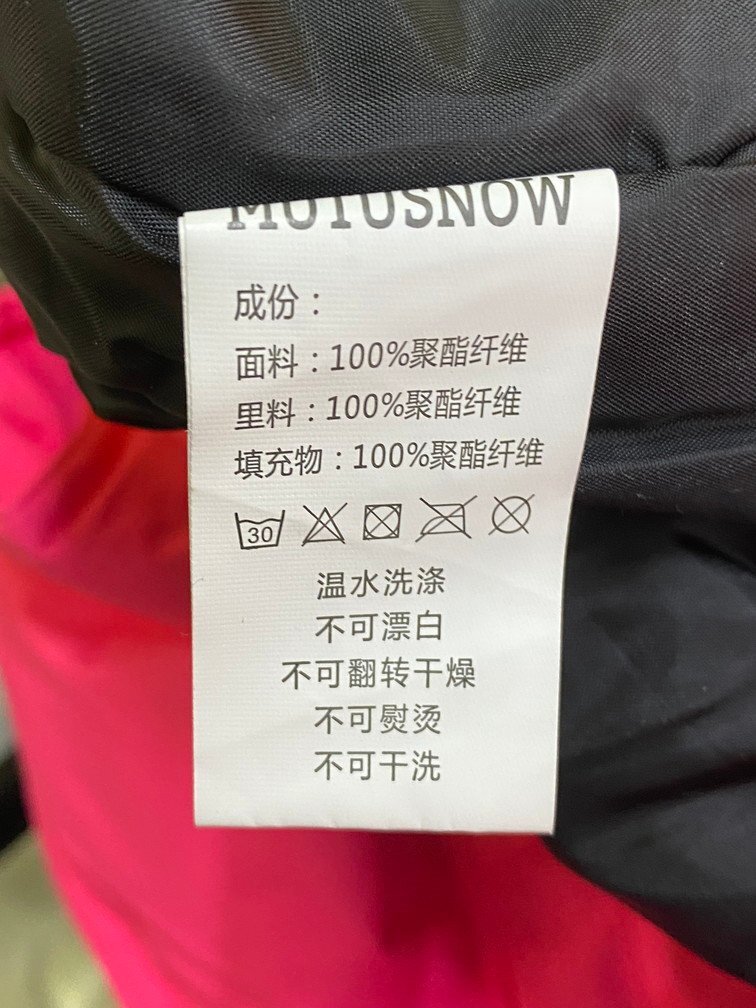 MUTUSNOW
成份：
面料：100%聚酯纤维
里料：100%聚酯纤维
填充物：100%聚酯纤维
30
温水洗涤
不可漂白
不可翻转干燥
不可熨烫
不可干洗